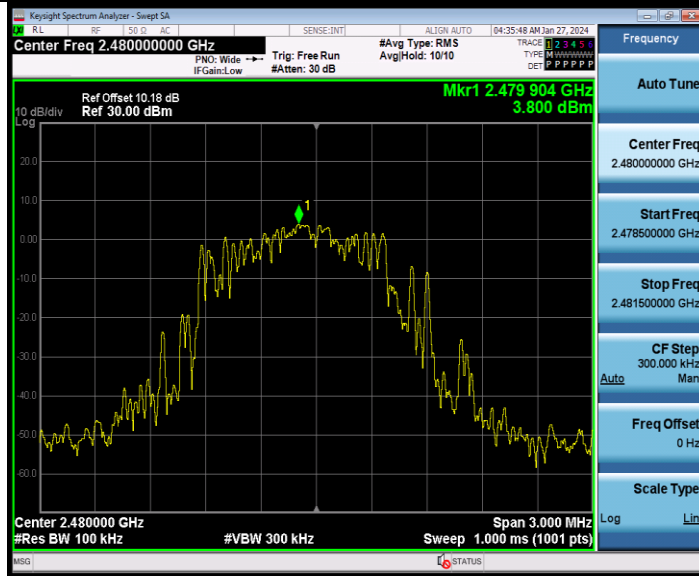 Keysight Spectrum Analyzer - Swept SA
LXI RL RF 50 Ω AC SENSE:INT ALIGN AUTO 04:35:48 AM Jan 27, 2024
Center Freq 2.480000000 GHz
PNO: Wide
IFGain:Low
Trig: Free Run
#Atten: 30 dB
#Avg Type: RMS
Avg|Hold: 10/10
TRACE 1 2 3 4 5 6
TYPE M WWWWW
DET P P P P P P
Ref Offset 10.18 dB
10 dB/div Ref 30.00 dBm
Log
Mkr1 2.479 904 GHz
3.800 dBm
20.0
10.0
0.00
-10.0
-20.0
-30.0
-40.0
-50.0
-60.0
1
Center 2.480000 GHz Span 3.000 MHz
#Res BW 100 kHz #VBW 300 kHz Sweep 1.000 ms (1001 pts)
MSG STATUS
Frequency
Auto Tune
Center Freq
2.480000000 GHz
Start Freq
2.478500000 GHz
Stop Freq
2.481500000 GHz
CF Step
300.000 kHz
Auto Man
Freq Offset
0 Hz
Scale Type
Log Lin